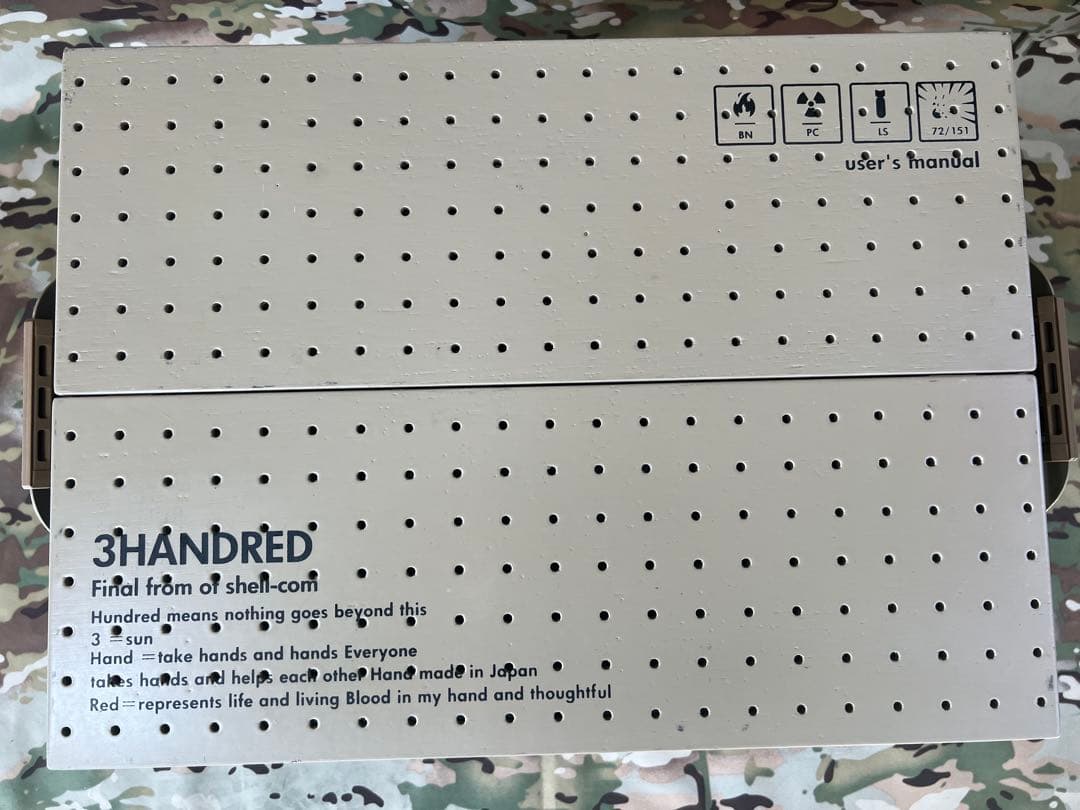 BN
PC
LS
72/151
user's manual
3HANDRED
Final from of shell-com
Hundred means nothing goes beyond this
3 =sun
Hand =take hands and hands Everyone
takes hands and helps each other Hand made in Japan
Red=represents life and living Blood in my hand and thoughtful